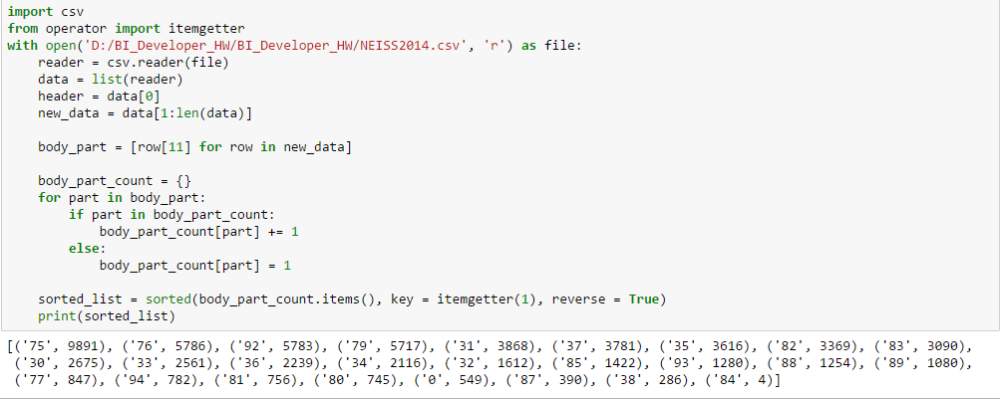 import csv
from operator import itemgetter
with open('D:/BI_Developer_HW/BI_Developer_HW/NEISS2014.csv', 'r') as file:
    reader = csv.reader(file)
    data = list(reader)
    header = data[0]
    new_data = data[1:len(data)]

    body_part = [row[11] for row in new_data]

    body_part_count = {}
    for part in body_part:
        if part in body_part_count:
            body_part_count[part] += 1
        else:
            body_part_count[part] = 1

    sorted_list = sorted(body_part_count.items(), key = itemgetter(1), reverse = True)
    print(sorted_list)
[('75', 9891), ('76', 5786), ('92', 5783), ('79', 5717), ('31', 3868), ('37', 3781), ('35', 3616), ('82', 3369), ('83', 3090),
('30', 2675), ('33', 2561), ('36', 2239), ('34', 2116), ('32', 1612), ('85', 1422), ('93', 1280), ('88', 1254), ('89', 1080),
('77', 847), ('94', 782), ('81', 756), ('80', 745), ('0', 549), ('87', 390), ('38', 286), ('84', 4)]